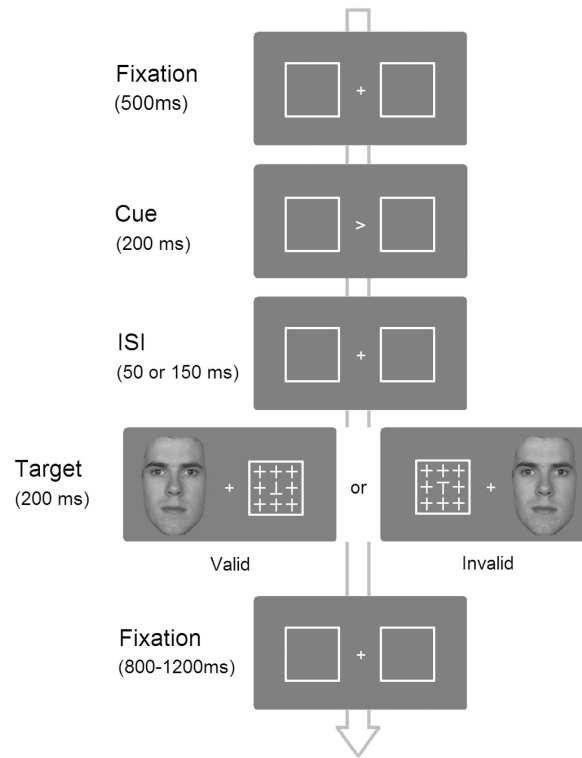 Fixation
(500ms)
+
Cue
(200 ms)
>
ISI
(50 or 150 ms)
+
Target
(200 ms)
+
or
+
Valid
Invalid
Fixation
(800-1200ms)
+